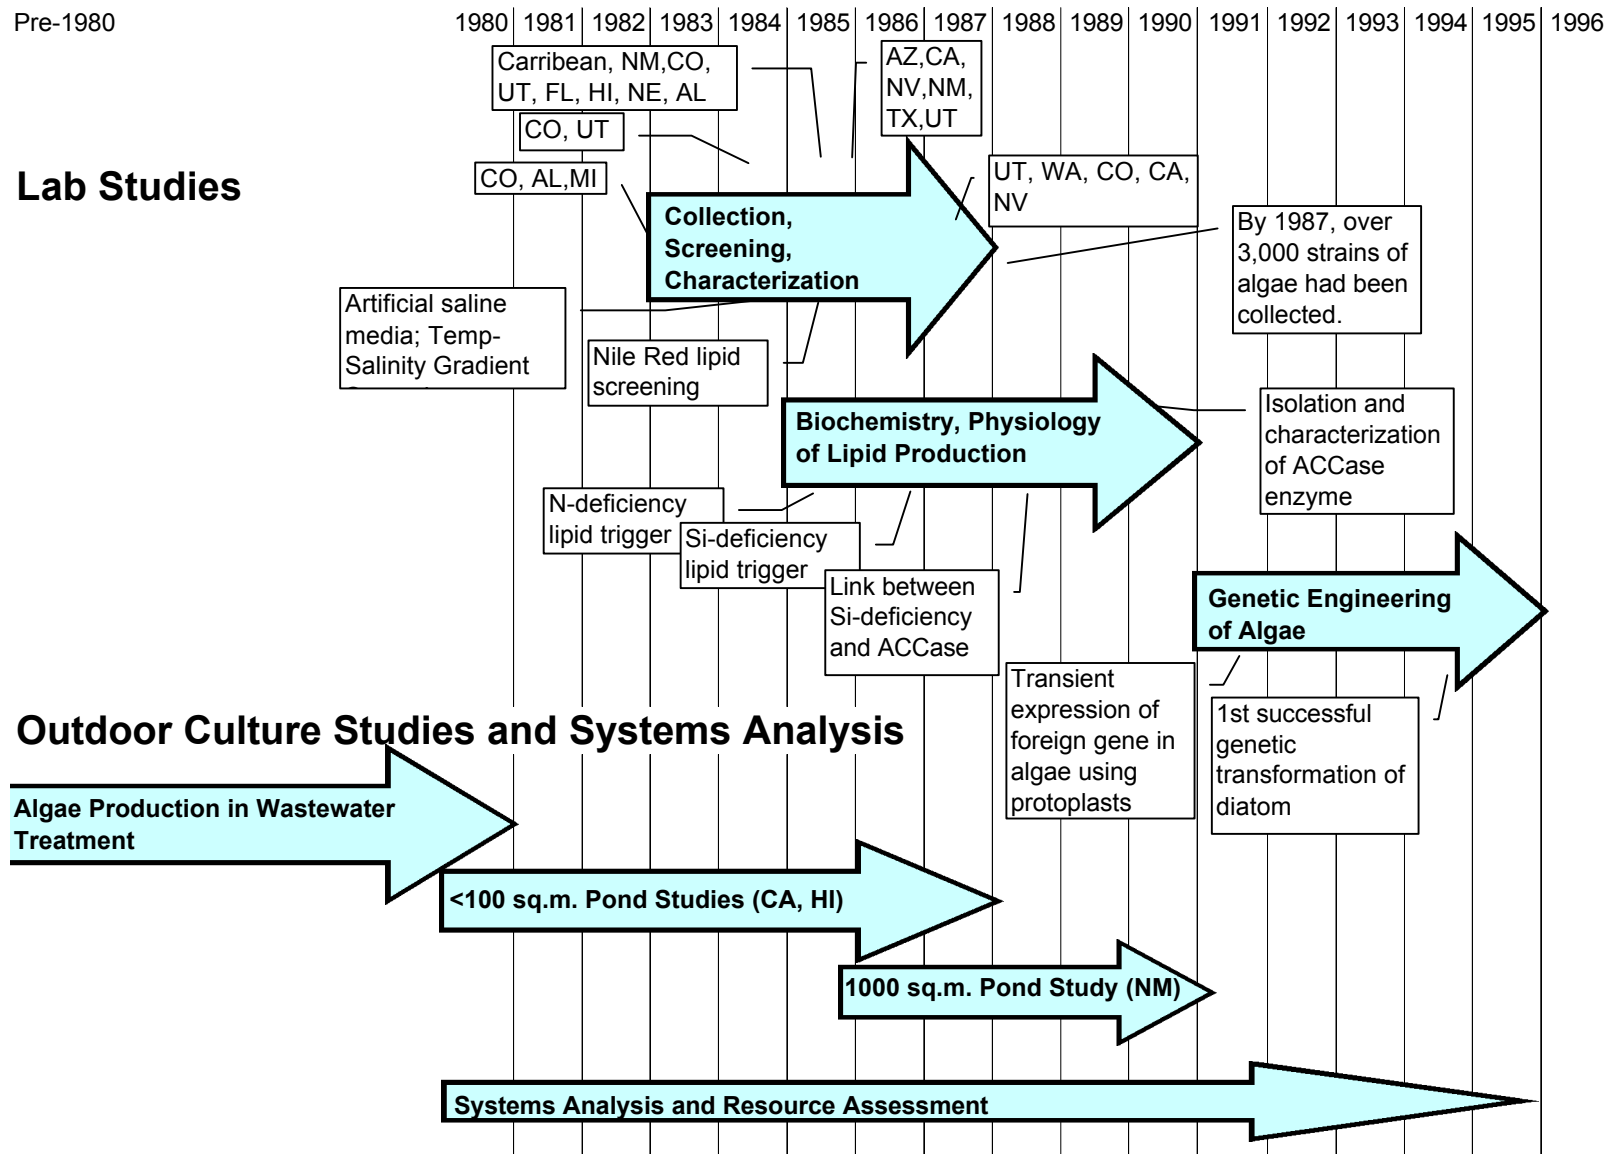 Pre-1980 1980 1981 1982 1983 1984 1985 1986 1987 1988 1989 1990 1991 1992 1993 1994 1995 1996
Carribean, NM,CO,
UT, FL, HI, NE, AL
AZ,CA,
NV,NM,
TX,UT
CO, UT
CO, AL,MI
UT, WA, CO, CA,
NV
Lab Studies
Collection,
Screening,
Characterization
By 1987, over
3,000 strains of
algae had been
collected.
Artificial saline
media; Temp-
Salinity Gradient
Nile Red lipid
screening
Biochemistry, Physiology
of Lipid Production
Isolation and
characterization
of ACCase
enzyme
N-deficiency
lipid trigger
Si-deficiency
lipid trigger
Link between
Si-deficiency
and ACCase
Genetic Engineering
of Algae
Transient
expression of
foreign gene in
algae using
protoplasts
1st successful
genetic
transformation of
diatom
Outdoor Culture Studies and Systems Analysis
Algae Production in Wastewater
Treatment
<100 sq.m. Pond Studies (CA, HI)
1000 sq.m. Pond Study (NM)
Systems Analysis and Resource Assessment